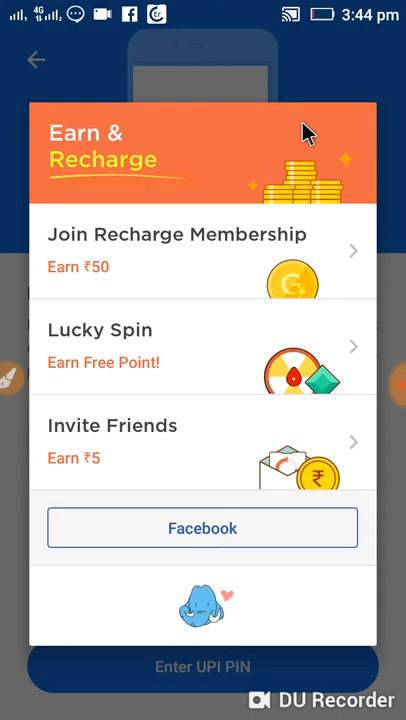 4G 3:44 pm
Earn &
Recharge
Join Recharge Membership
Earn ₹50
Lucky Spin
Earn Free Point!
Invite Friends
Earn ₹5
Facebook
Enter UPI PIN
DU Recorder